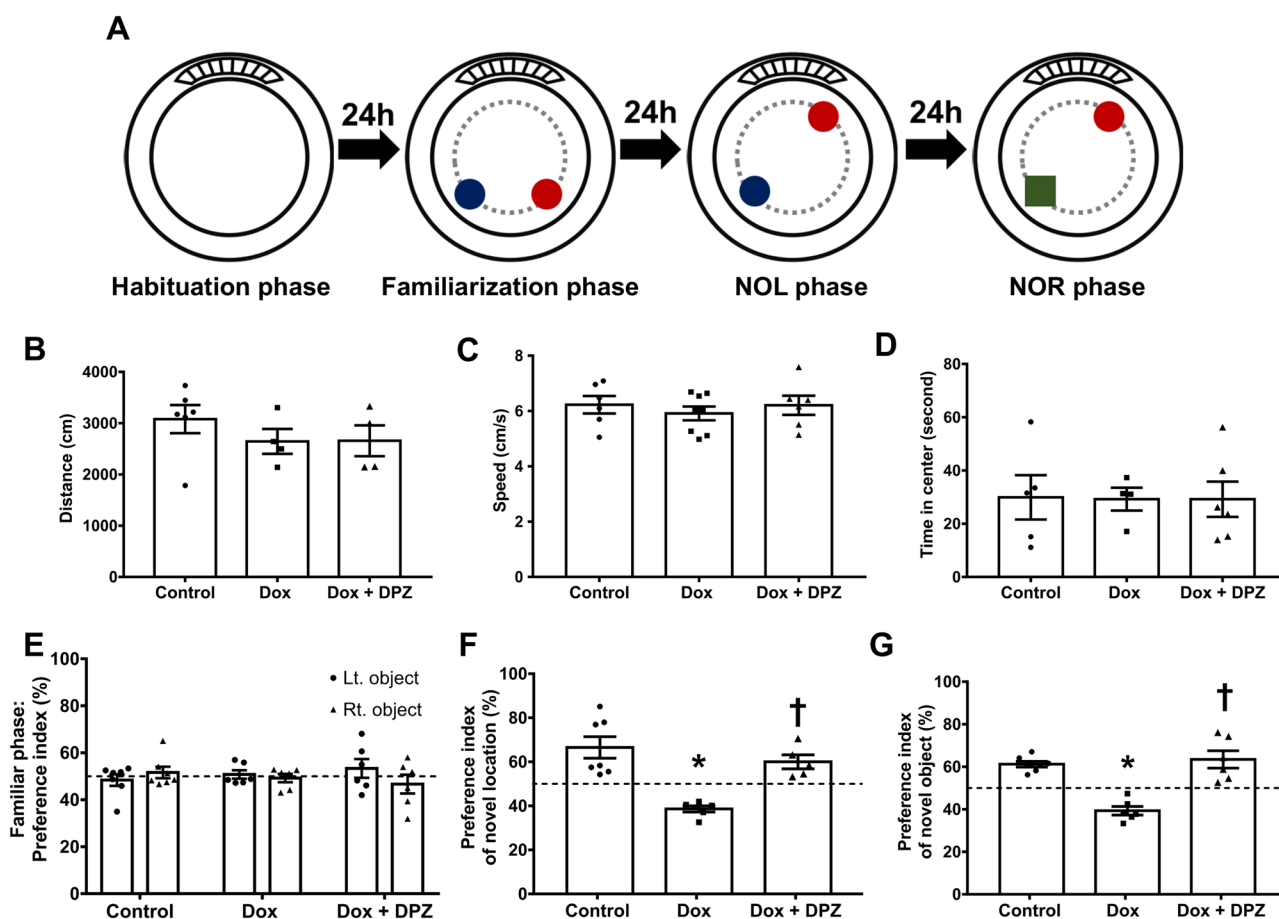 A
24h
24h
24h
Habituation phase
Familiarization phase
NOL phase
NOR phase
B
Distance (cm)
4000
3000
2000
1000
0
Control
Dox
Dox + DPZ
C
Speed (cm/s)
8
6
4
2
0
Control
Dox
Dox + DPZ
D
Time in center (second)
80
60
40
20
0
Control
Dox
Dox + DPZ
E
Familiar phase:
Preference index (%)
100
80
60
40
20
0
Lt. object
Rt. object
Control
Dox
Dox + DPZ
F
Preference index
of novel location (%)
100
80
60
40
20
0
*
†
Control
Dox
Dox + DPZ
G
Preference index
of novel object (%)
100
80
60
40
20
0
*
†
Control
Dox
Dox + DPZ